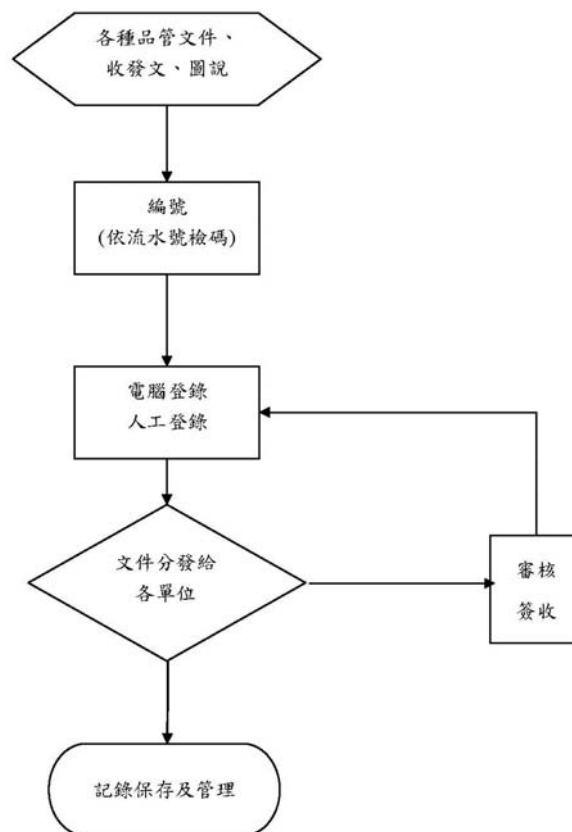 各種品管文件、
收發文、圖說
編號
(依流水號檢碼)
電腦登錄
人工登錄
文件分發給
各單位
審核
簽收
記錄保存及管理